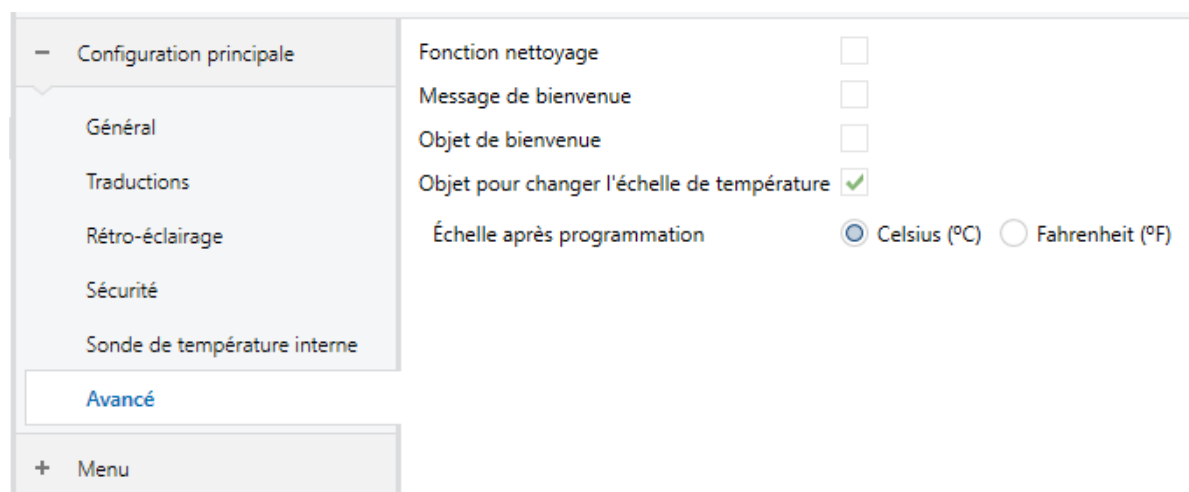 Configuration principale
Général
Traductions
Rétro-éclairage
Sécurité
Sonde de température interne
Avancé
Menu
Fonction nettoyage
Message de bienvenue
Objet de bienvenue
Objet pour changer l'échelle de température
Échelle après programmation Celsius (ºC) Fahrenheit (ºF)